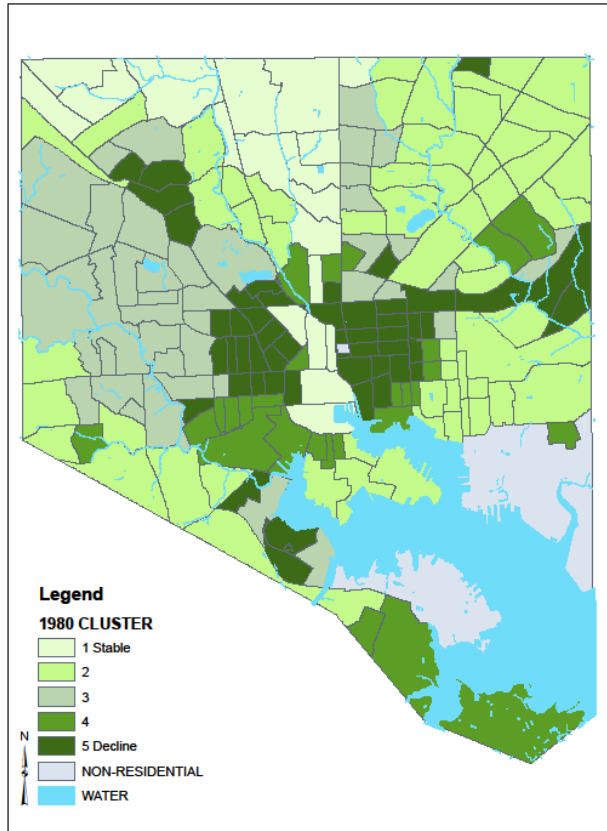 Legend
1980 CLUSTER
1 Stable
2
3
4
5 Decline
N
NON-RESIDENTIAL
WATER